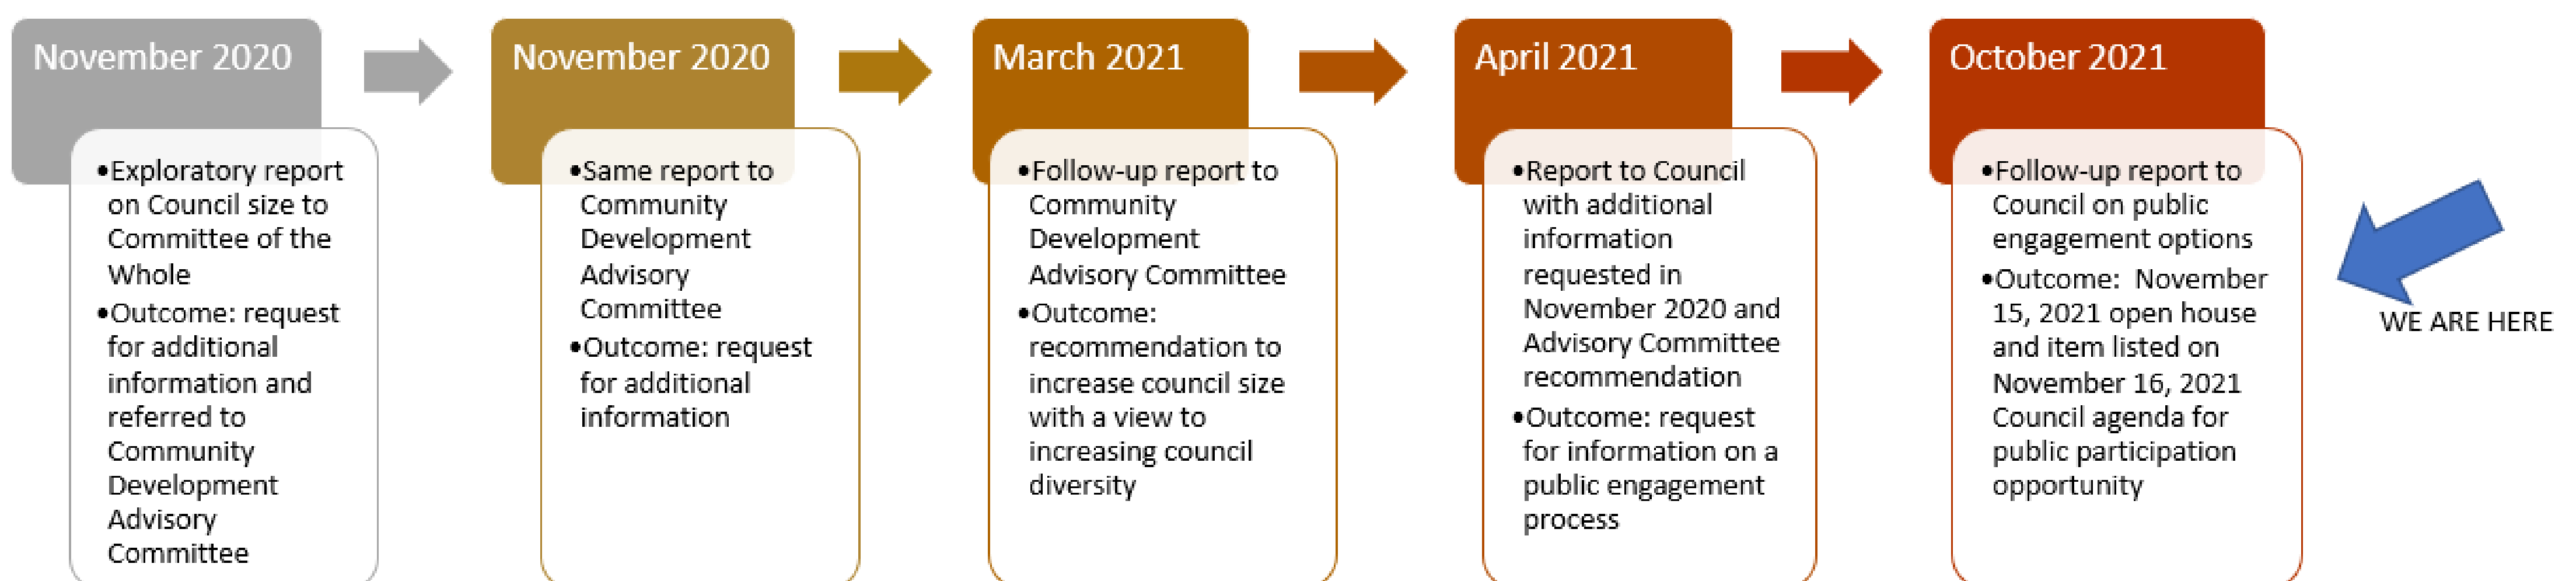 November 2020
•Exploratory report
on Council size to
Committee of the
Whole
•Outcome: request
for additional
information and
referred to
Community
Development
Advisory
Committee
November 2020
•Same report to
Community
Development
Advisory
Committee
•Outcome: request
for additional
information
March 2021
•Follow-up report to
Community
Development
Advisory Committee
•Outcome:
recommendation to
increase council size
with a view to
increasing council
diversity
April 2021
•Report to Council
with additional
information
requested in
November 2020 and
Advisory Committee
recommendation
•Outcome: request
for information on a
public engagement
process
October 2021
•Follow-up report to
Council on public
engagement options
•Outcome:  November
15, 2021 open house
and item listed on
November 16, 2021
Council agenda for
public participation
opportunity
WE ARE HERE